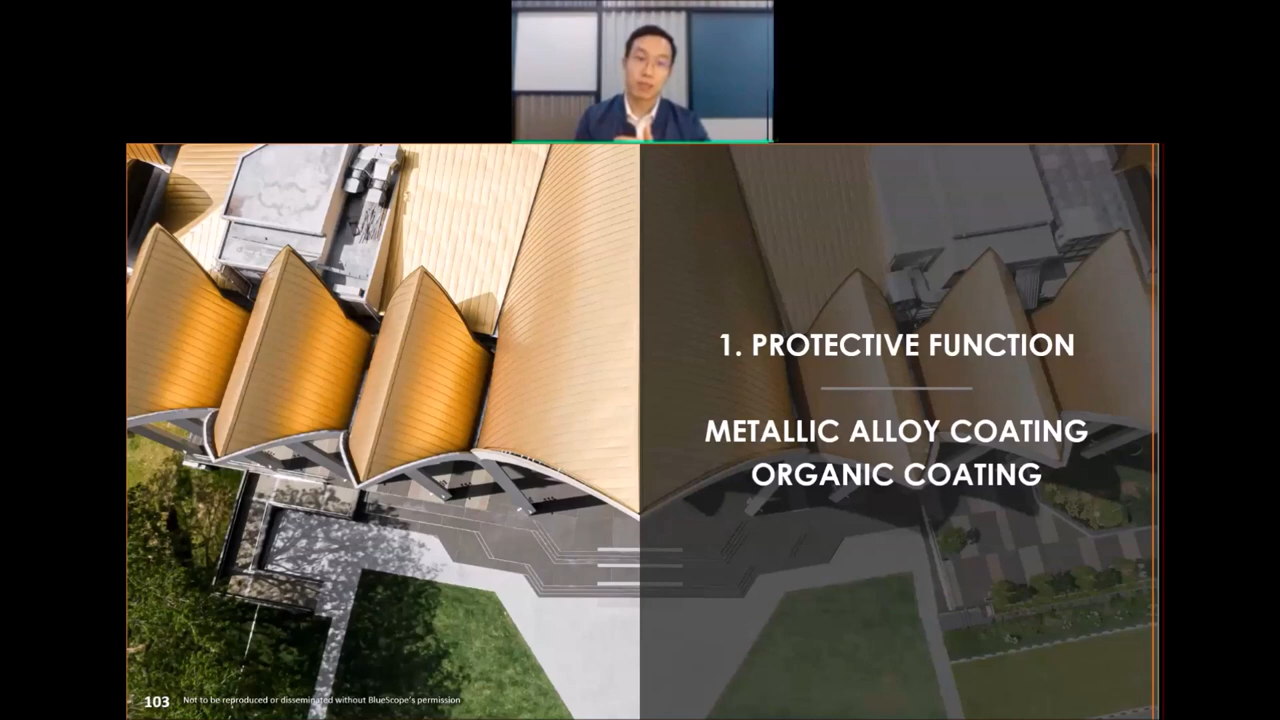 1. PROTECTIVE FUNCTION
METALLIC ALLOY COATING
ORGANIC COATING
103 Not to be reproduced or disseminated without BlueScope's permission